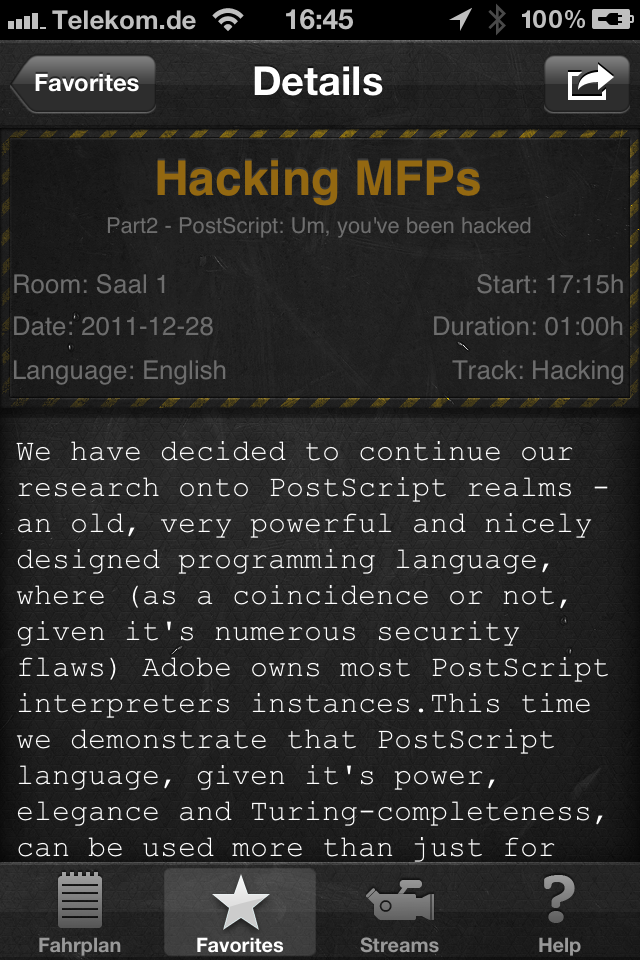 Telekom.de 16:45 100%
Favorites Details
Hacking MFPs
Part2 - PostScript: Um, you've been hacked
Room: Saal 1 Start: 17:15h
Date: 2011-12-28 Duration: 01:00h
Language: English Track: Hacking
We have decided to continue our
research onto PostScript realms -
an old, very powerful and nicely
designed programming language,
where (as a coincidence or not,
given it's numerous security
flaws) Adobe owns most PostScript
interpreters instances.This time
we demonstrate that PostScript
language, given it's power,
elegance and Turing-completeness,
can be used more than just for
Fahrplan Favorites Streams Help